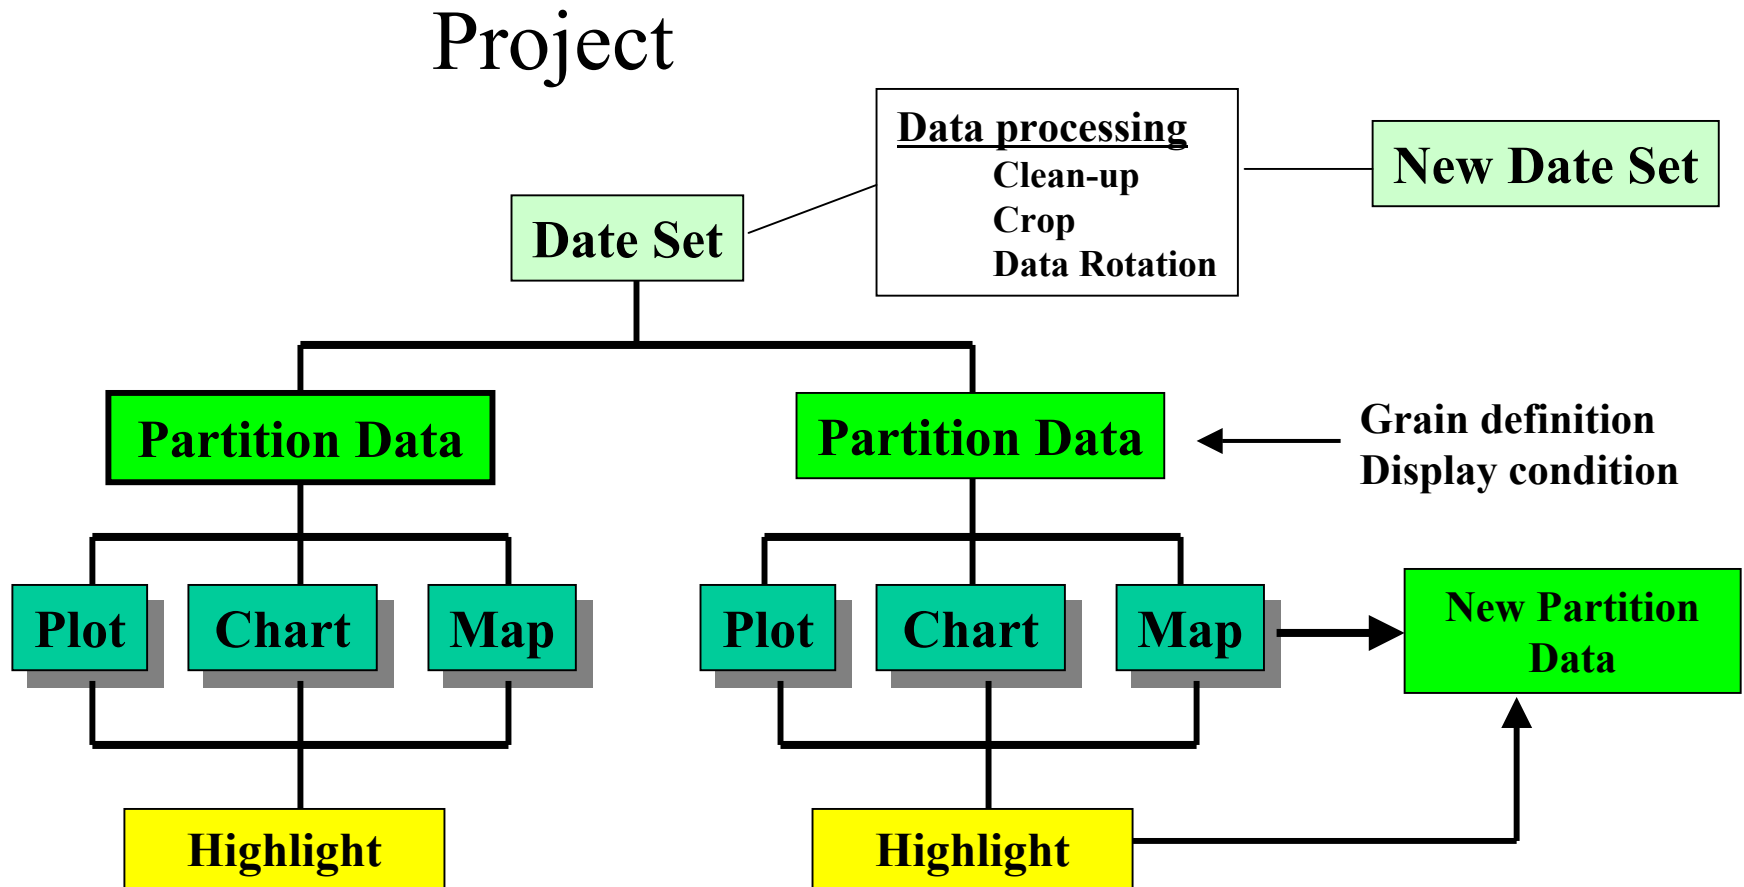 Project
Data processing
Clean-up
Crop
Data Rotation
New Date Set
Date Set
Partition Data
Partition Data
Grain definition
Display condition
Plot
Chart
Map
Plot
Chart
Map
New Partition
Data
Highlight
Highlight